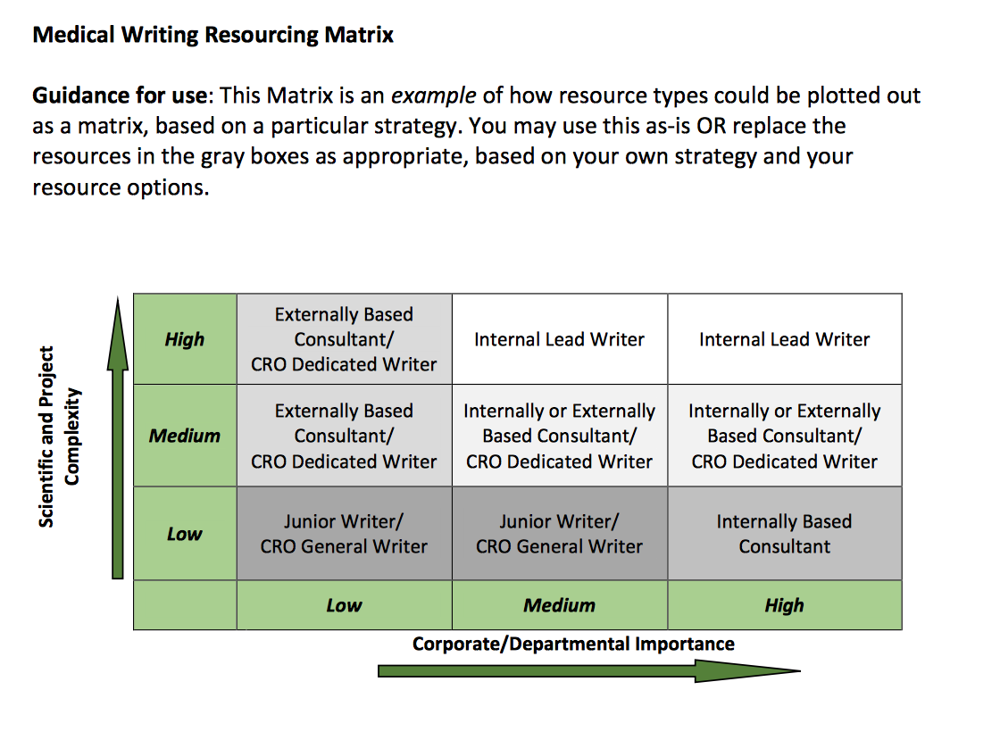 Medical Writing Resourcing Matrix
Guidance for use: This Matrix is an example of how resource types could be plotted out
as a matrix, based on a particular strategy. You may use this as-is OR replace the
resources in the gray boxes as appropriate, based on your own strategy and your
resource options.
Scientific and Project
Complexity
High
Externally Based
Consultant/
CRO Dedicated Writer
Internal Lead Writer
Internal Lead Writer
Medium
Externally Based
Consultant/
CRO Dedicated Writer
Internally or Externally
Based Consultant/
CRO Dedicated Writer
Internally or Externally
Based Consultant/
CRO Dedicated Writer
Low
Junior Writer/
CRO General Writer
Junior Writer/
CRO General Writer
Internally Based
Consultant
Low
Medium
High
Corporate/Departmental Importance